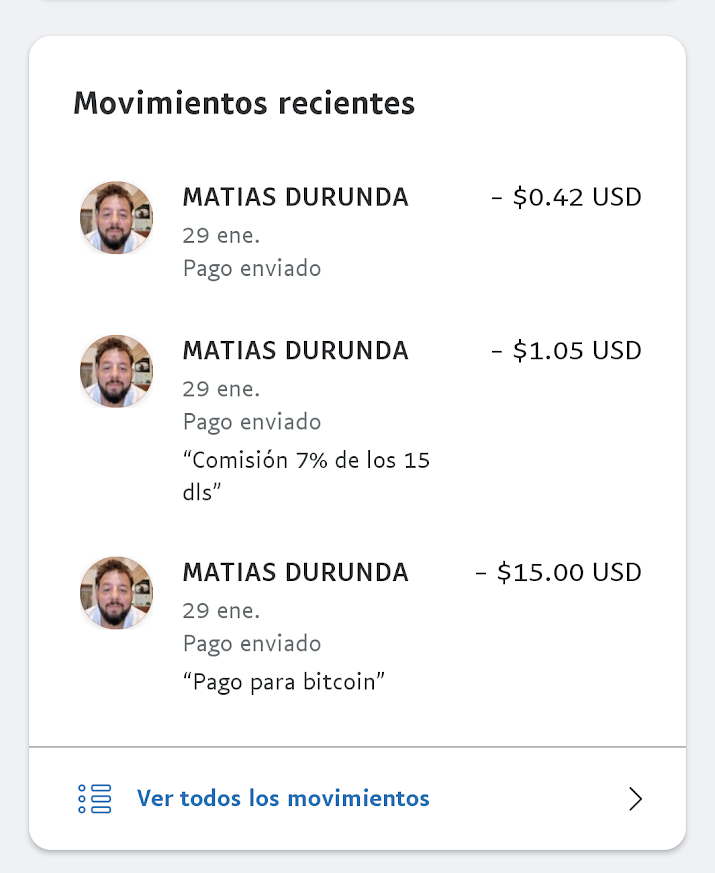 Movimientos recientes
MATIAS DURUNDA – $0.42 USD
29 ene.
Pago enviado
MATIAS DURUNDA – $1.05 USD
29 ene.
Pago enviado
“Comisión 7% de los 15
dls”
MATIAS DURUNDA – $15.00 USD
29 ene.
Pago enviado
“Pago para bitcoin”
Ver todos los movimientos